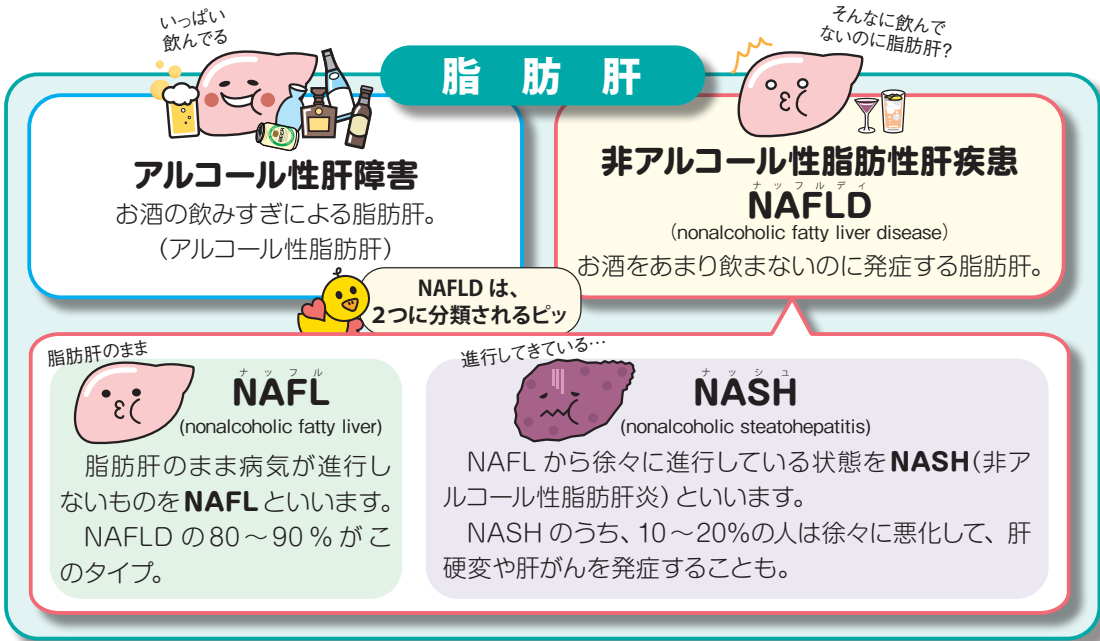 いっぱい
飲んでる
そんなに飲んで
ないのに脂肪肝?
脂肪肝
アルコール性肝障害
お酒の飲みすぎによる脂肪肝。
(アルコール性脂肪肝)
非アルコール性脂肪性肝疾患
ナッフルディ
NAFLD
(nonalcoholic fatty liver disease)
お酒をあまり飲まないのに発症する脂肪肝。
NAFLD は、
2つに分類されるピッ
脂肪肝のまま
ナッフル
NAFL
(nonalcoholic fatty liver)
脂肪肝のまま病気が進行し
ないものをNAFLといいます。
NAFLD の80~90%がこ
のタイプ。
進行してきている…
ナッシュ
NASH
(nonalcoholic steatohepatitis)
NAFL から徐々に進行している状態をNASH(非ア
ルコール性脂肪肝炎)といいます。
NASH のうち、10~20%の人は徐々に悪化して、肝
硬変や肝がんを発症することも。